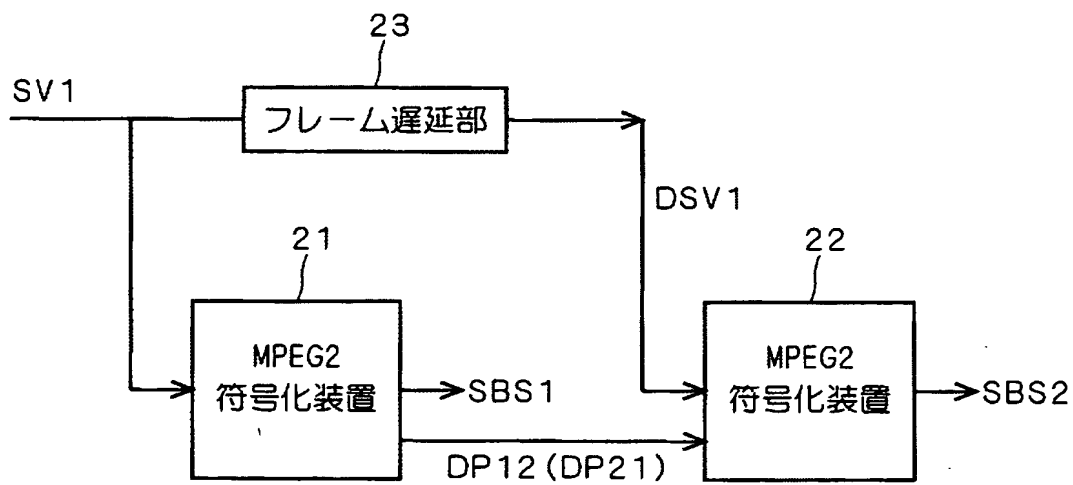 23
SV1
フレーム遅延部
DSV1
21
22
MPEG2
符号化装置
MPEG2
符号化装置
SBS1
SBS2
DP12(DP21)